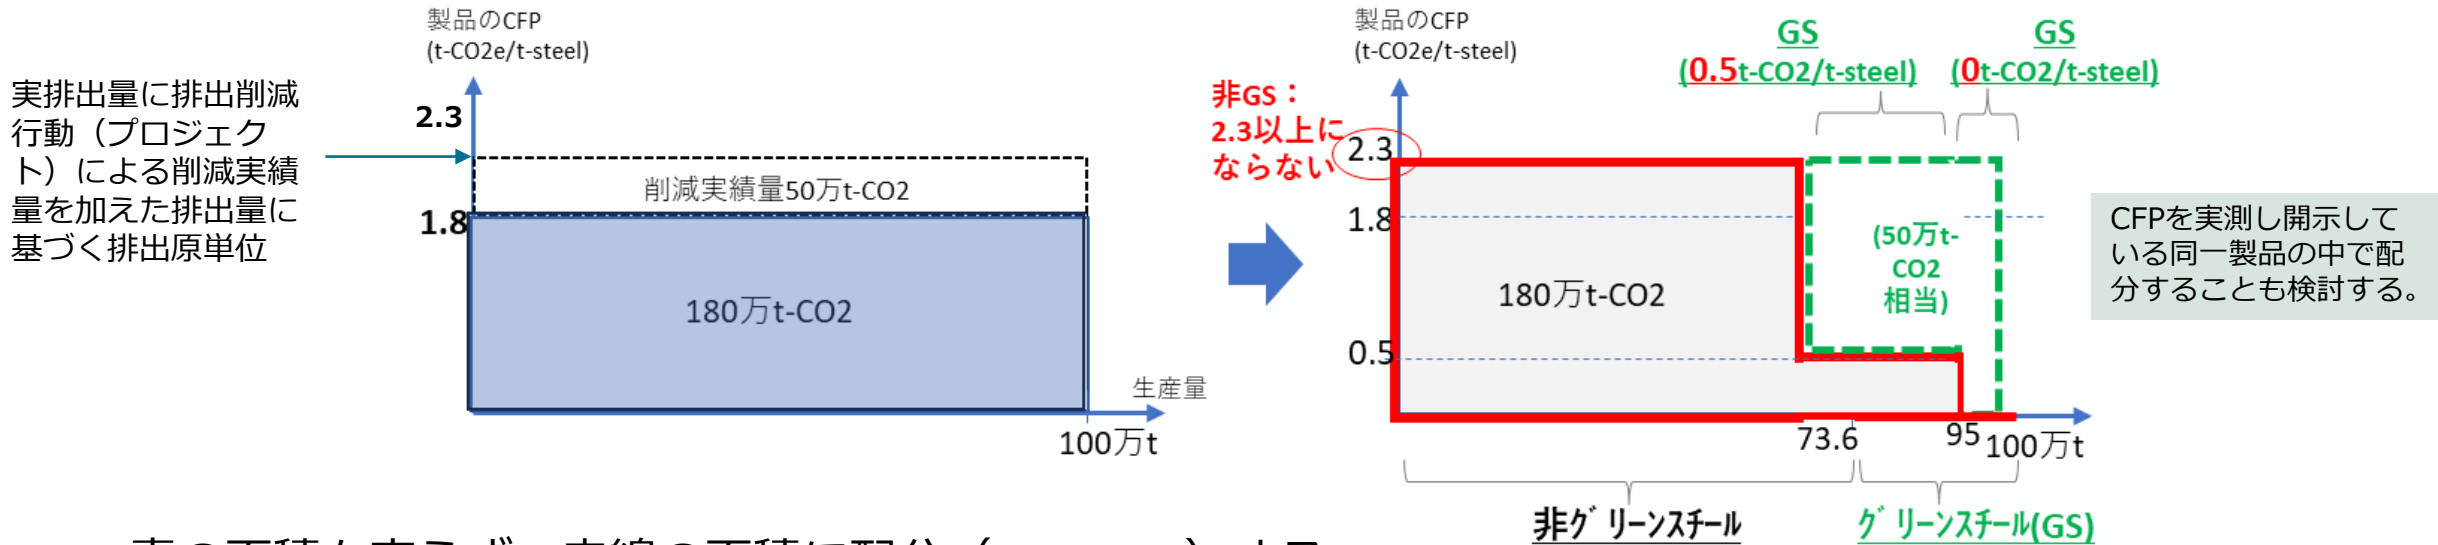 実排出量に排出削減
行動（プロジェク
ト）による削減実績
量を加えた排出量に
基づく排出原単位
製品のCFP
(t-CO2e/t-steel)
2.3
削減実績量50万t-CO2
1.8
180万t-CO2
生産量
100万t
製品のCFP
(t-CO2e/t-steel)
非GS：
2.3以上に
ならない
2.3
1.8
0.5
180万t-CO2
GS
(0.5t-CO2/t-steel)
GS
(0t-CO2/t-steel)
(50万t-
CO2
相当)
73.6
95
100万t
非グリーンスチール
グリーンスチール(GS)
CFPを実測し開示して
いる同一製品の中で配
分することも検討する。